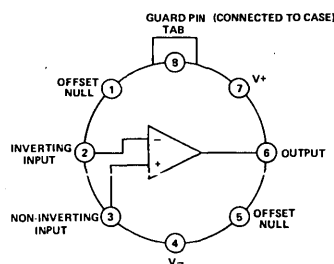 GUARD PIN (CONNECTED TO CASE)
TAB
8
OFFSET
NULL
1
7
V+
INVERTING
INPUT
2
−
+
6
OUTPUT
NON-INVERTING
INPUT
3
5
OFFSET
NULL
4
V−